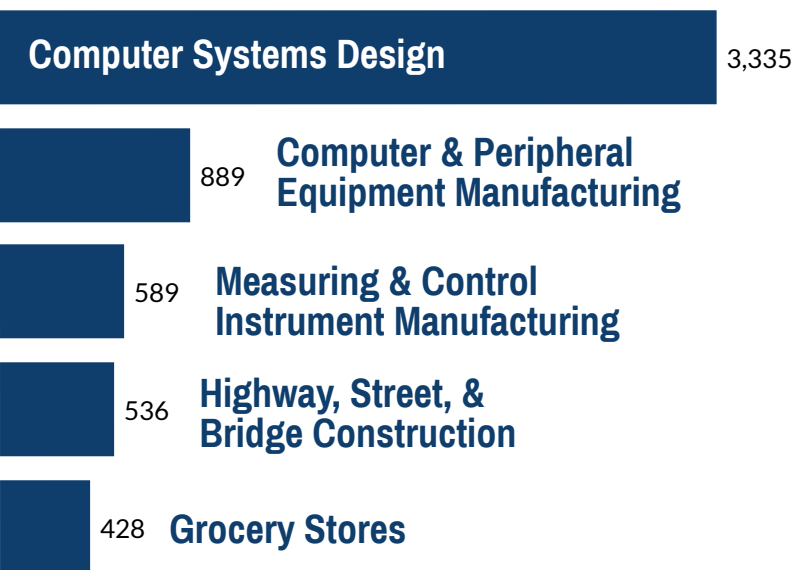 Computer Systems Design
3,335
889
Computer & Peripheral
Equipment Manufacturing
589
Measuring & Control
Instrument Manufacturing
536
Highway, Street, &
Bridge Construction
428
Grocery Stores